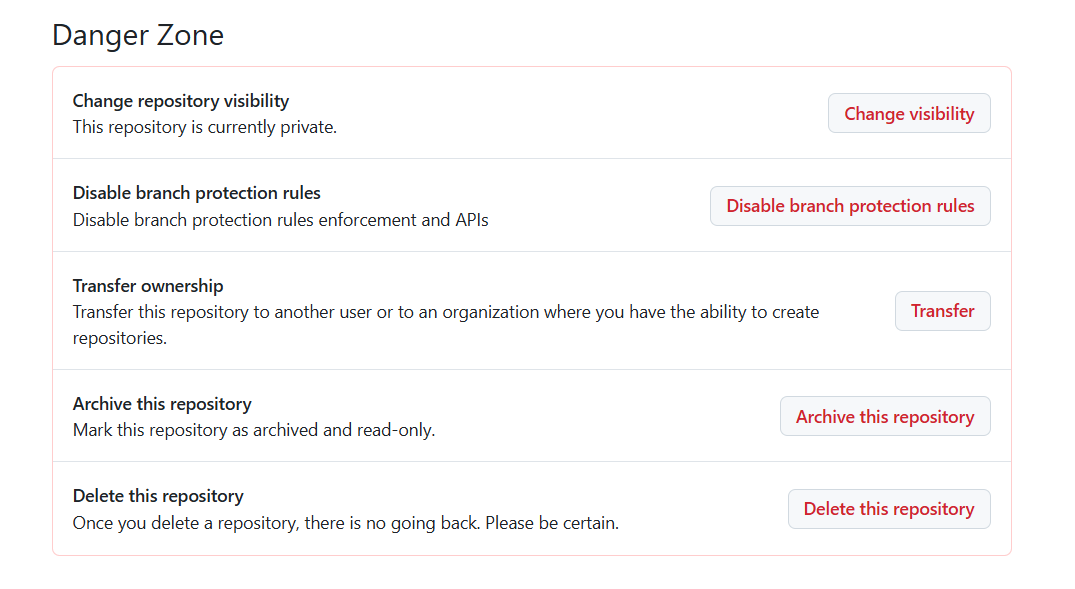 Danger Zone
Change repository visibility
This repository is currently private.
Change visibility
Disable branch protection rules
Disable branch protection rules enforcement and APIs
Disable branch protection rules
Transfer ownership
Transfer this repository to another user or to an organization where you have the ability to create
repositories.
Transfer
Archive this repository
Mark this repository as archived and read-only.
Archive this repository
Delete this repository
Once you delete a repository, there is no going back. Please be certain.
Delete this repository